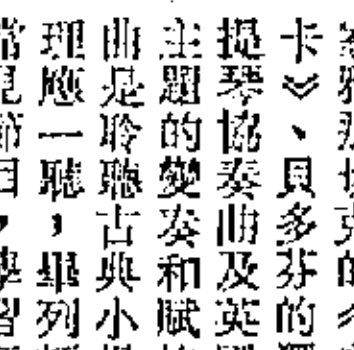 卡》、貝多芬的
提琴協奏曲及英
主題的變奏和賦
曲是聆聽古典小
理應一聽，畢列
常見節目，學習